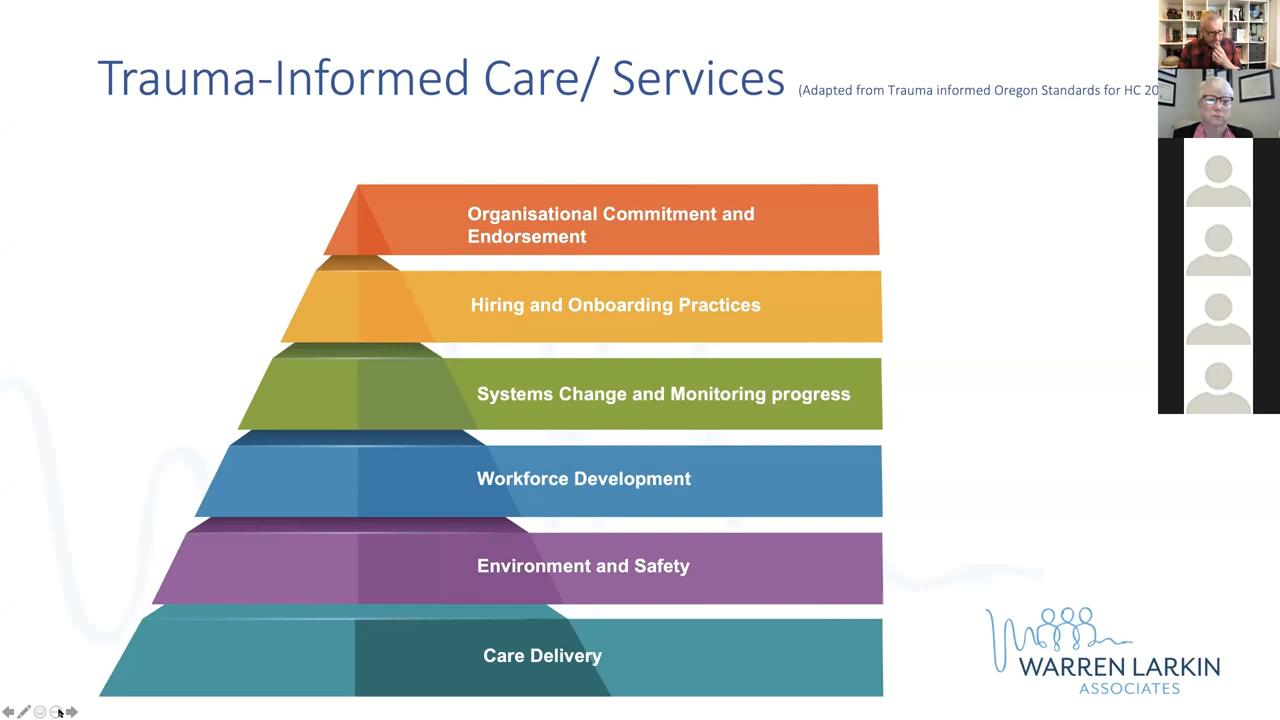 Trauma-Informed Care/ Services (Adapted from Trauma informed Oregon Standards for HC 20
Organisational Commitment and
Endorsement
Hiring and Onboarding Practices
Systems Change and Monitoring progress
Workforce Development
Environment and Safety
Care Delivery
WARREN LARKIN
ASSOCIATES